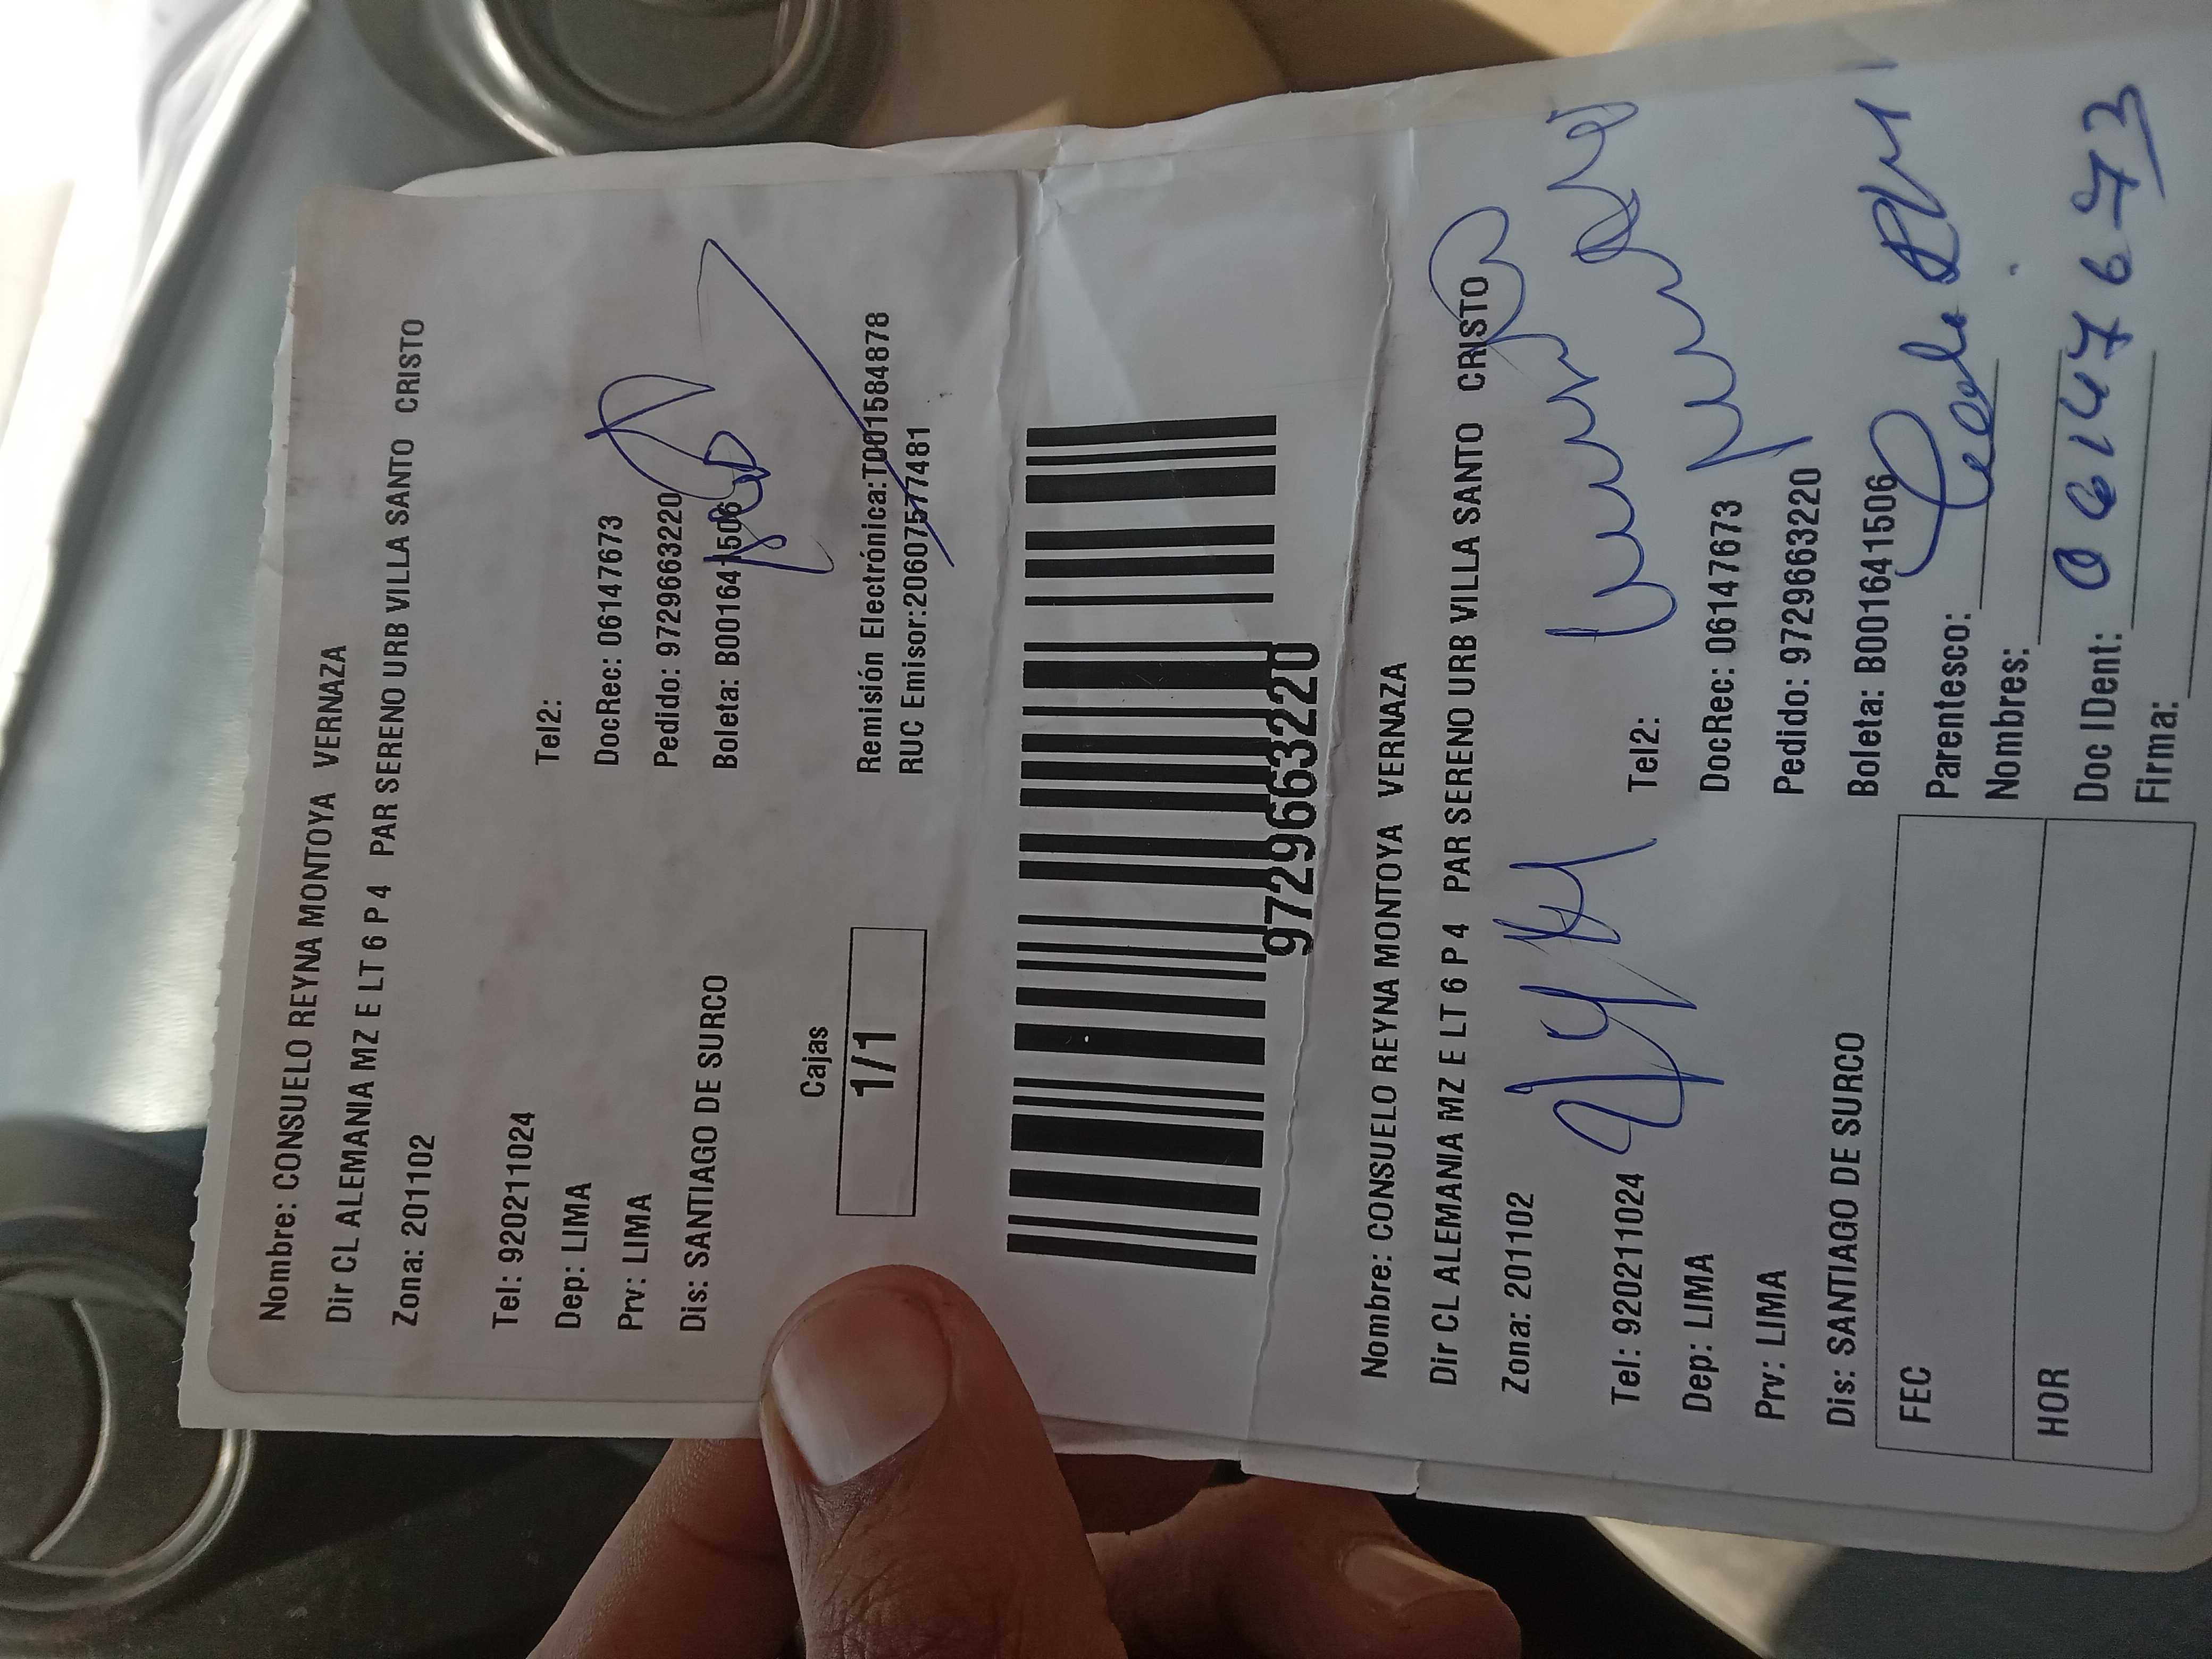 Nombre: CONSUELO REYNA MONTOYA VERNAZA
Dir CL ALEMANIA MZ E LT 6 P 4 PAR SERENO URB VILLA SANTO CRISTO
Zona: 201102
Tel: 920211024 Tel2:
Dep: LIMA DocRec: 06147673
Prv: LIMA Pedido: 97296663220
Dis: SANTIAGO DE SURCO Boleta: B001641506
Cajas
1/1
Remisión Electrónica:T001584878
RUC Emisor:20607577481
97296663220
Nombre: CONSUELO REYNA MONTOYA VERNAZA
Dir CL ALEMANIA MZ E LT 6 P 4 PAR SERENO URB VILLA SANTO CRISTO
Zona: 201102
Tel: 920211024 Tel2:
Dep: LIMA DocRec: 06147673
Prv: LIMA Pedido: 97296663220
Dis: SANTIAGO DE SURCO Boleta: B001641506
FEC
HOR
Parentesco:
Nombres:
Doc IDent: 06147673
Firma: